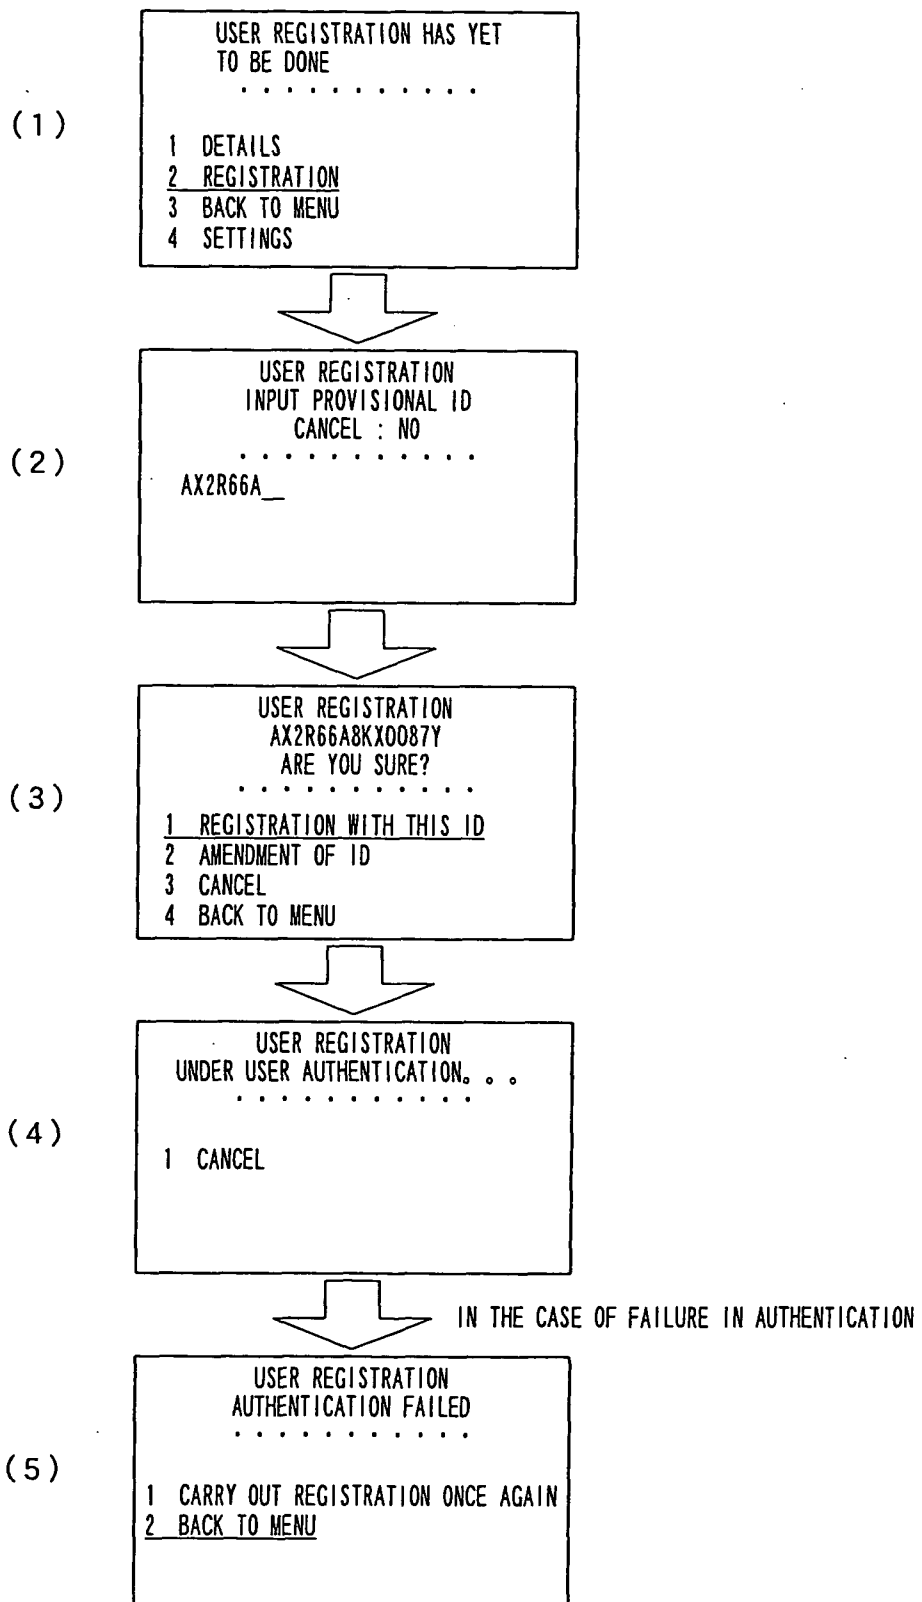 (1)
USER REGISTRATION HAS YET
TO BE DONE
. . . . . . . . . . .
1 DETAILS
2 REGISTRATION
3 BACK TO MENU
4 SETTINGS
(2)
USER REGISTRATION
INPUT PROVISIONAL ID
CANCEL : NO
. . . . . . . . . . .
AX2R66A_
(3)
USER REGISTRATION
AX2R66A8KX0087Y
ARE YOU SURE?
. . . . . . . . . . .
1 REGISTRATION WITH THIS ID
2 AMENDMENT OF ID
3 CANCEL
4 BACK TO MENU
(4)
USER REGISTRATION
UNDER USER AUTHENTICATION。。。
. . . . . . . . . . .
1 CANCEL
IN THE CASE OF FAILURE IN AUTHENTICATION
(5)
USER REGISTRATION
AUTHENTICATION FAILED
. . . . . . . . . . .
1 CARRY OUT REGISTRATION ONCE AGAIN
2 BACK TO MENU